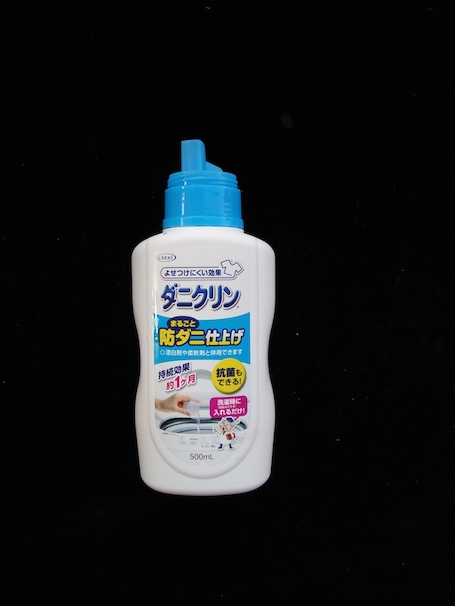 UYEKI
よせつけにくい効果
ダニクリン
まるごと
防ダニ仕上げ
○漂白剤や柔軟剤と併用できます
持続効果
約1ヶ月
抗菌も
できる!
洗濯時に
入れるだけ!
500mL